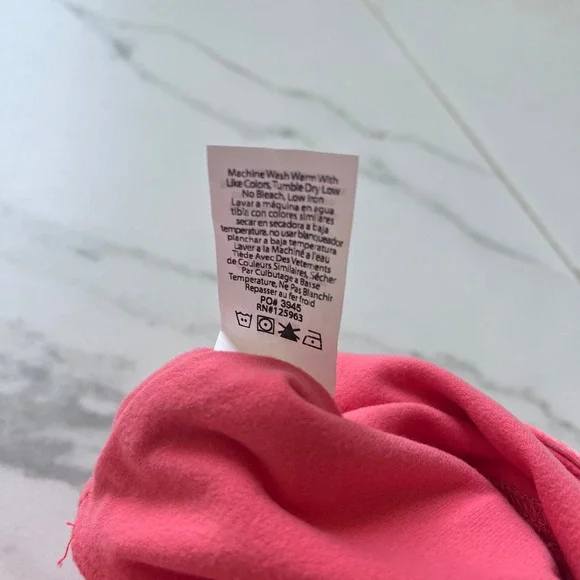 Machine Wash Warm With
Like Colors, Tumble Dry Low
No Bleach, Low Iron
Lavar a màquina en agua
tible con colores similares
secar en secadora a baja
temperatura, no usar blanqueador
planchar a baja temperatura
Laver a la Machine à l'eau
Tiède Avec Des Vetements
de Couleurs Similaires, Sécher
Par Culbutage a Basse
Temperature, Ne Pas Blanchir
Repasser au fer froid
PO# 3945
RN#125963